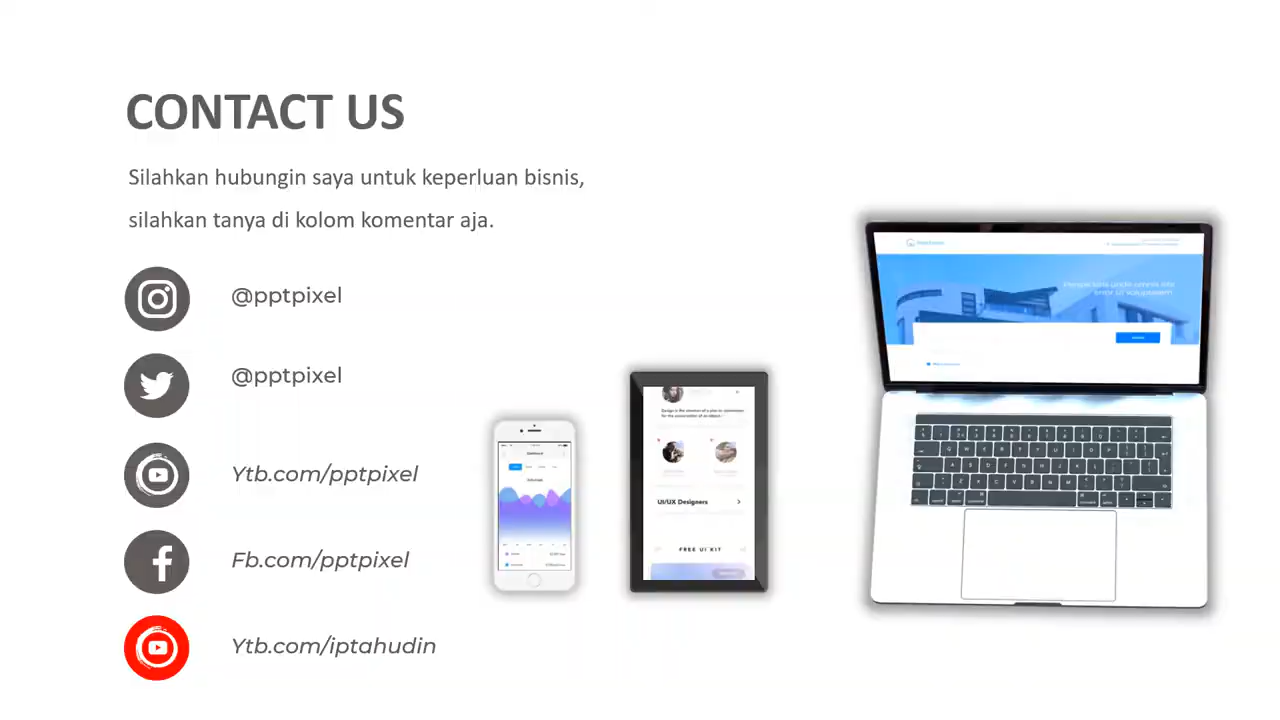 CONTACT US
Silahkan hubungin saya untuk keperluan bisnis,
silahkan tanya di kolom komentar aja.
@pptpixel
@pptpixel
Ytb.com/pptpixel
Fb.com/pptpixel
Ytb.com/iptahudin
UI/UX Designers
FREE UI KIT